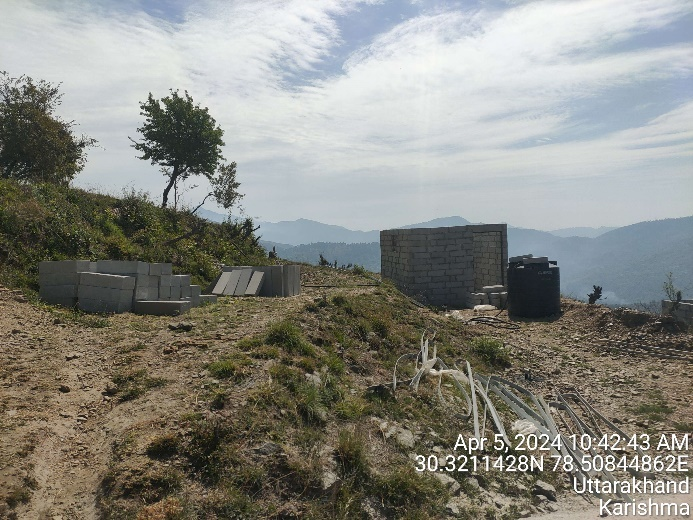 Apr 5, 2024 10:42:43 AM
30.3211428N 78.50844862E
Uttarakhand
Karishma